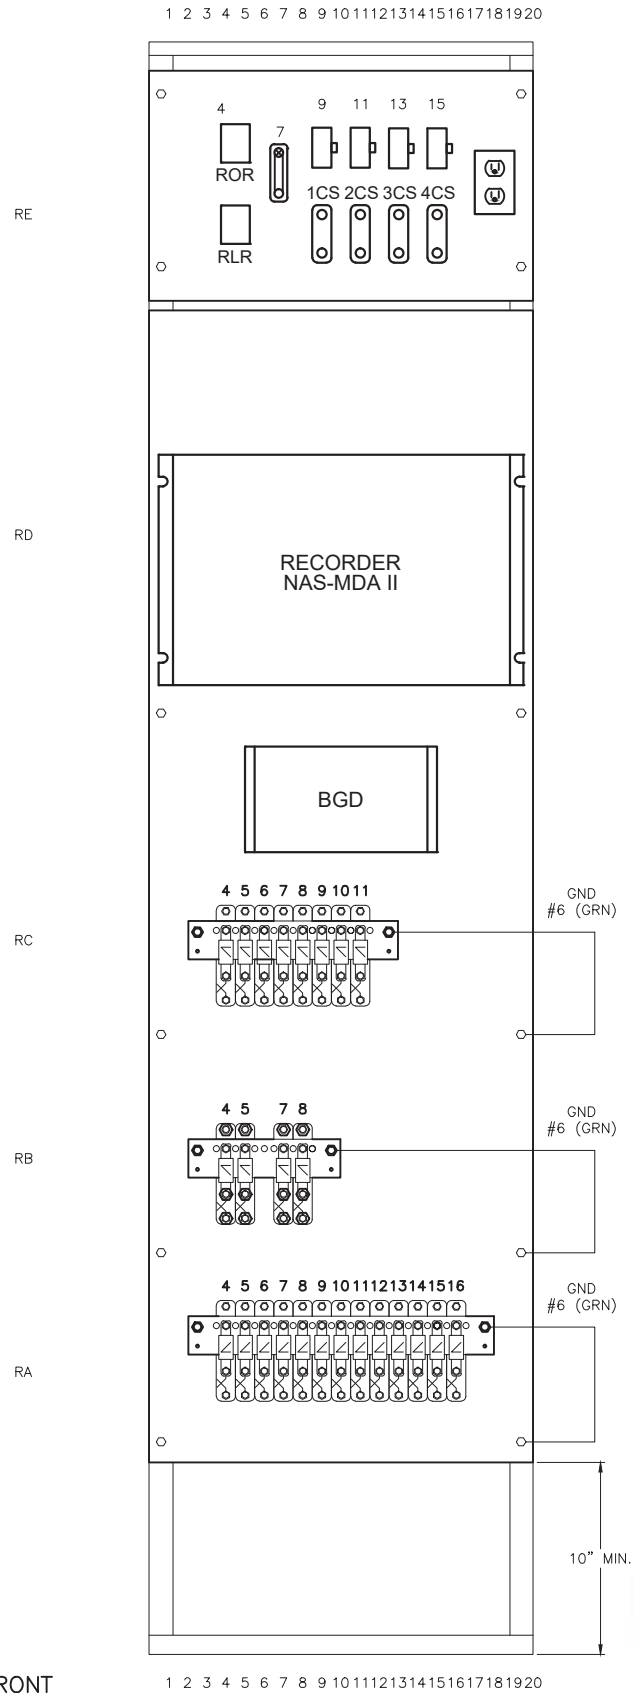 1 2 3 4 5 6 7 8 9 10 11 12 13 14 15 16 17 18 19 20
4 7 9 11 13 15
ROR
1CS 2CS 3CS 4CS
RE
RLR
RD
RECORDER
NAS-MDA II
BGD
4 5 6 7 8 9 10 11
GND
#6 (GRN)
RC
4 5 7 8
GND
#6 (GRN)
RB
4 5 6 7 8 9 10 11 12 13 14 15 16
GND
#6 (GRN)
RA
10" MIN.
RONT
1 2 3 4 5 6 7 8 9 10 11 12 13 14 15 16 17 18 19 20